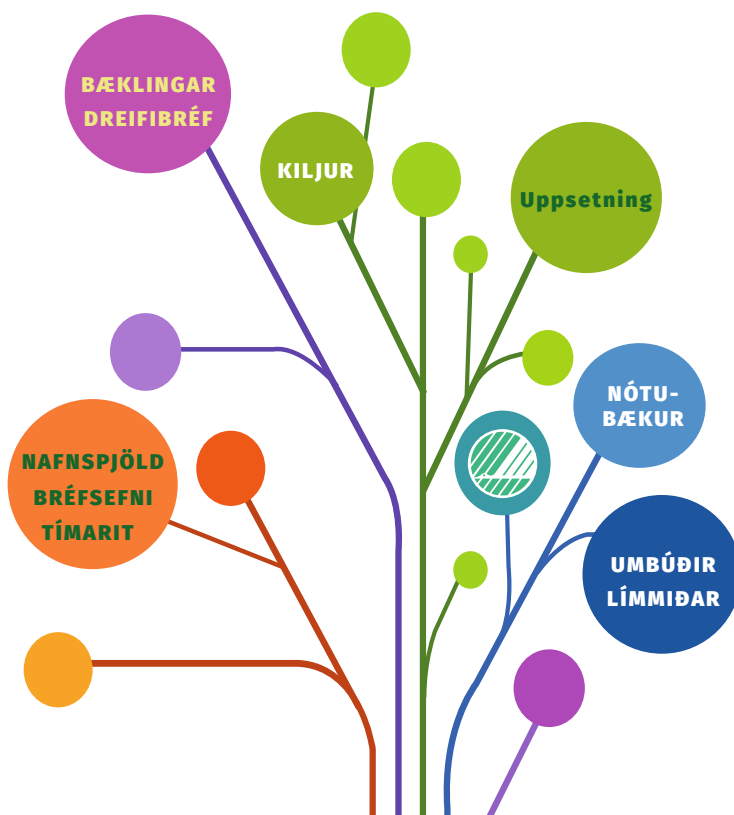 BÆKLINGAR
DREIFIBRÉF
KILJUR
Uppsetning
NÓTU-
BÆKUR
NAFNSPJÖLD
BRÉFSEFNI
TÍMARIT
UMBÚÐIR
LÍMMIÐAR